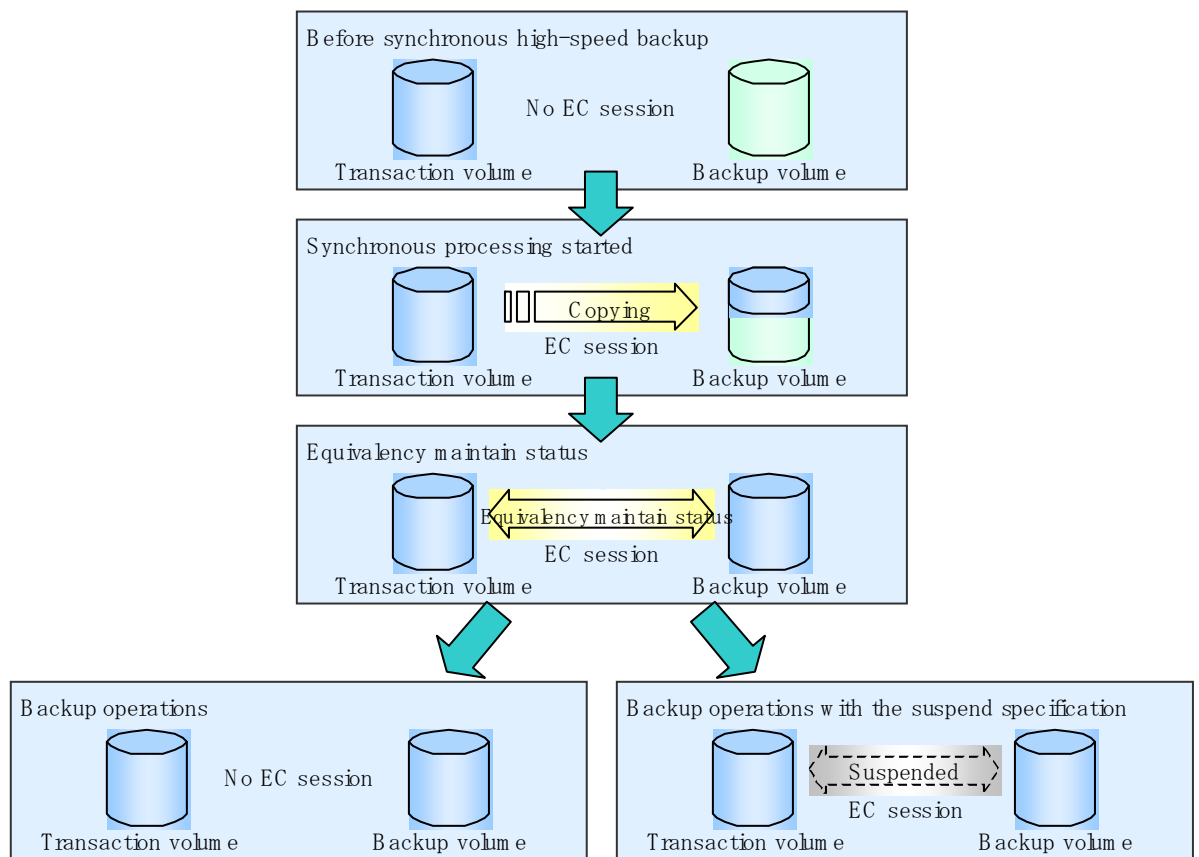 Before synchronous high-speed backup
No EC session
Transaction volume
Backup volume
Synchronous processing started
Copying
EC session
Transaction volume
Backup volume
Equivalency maintain status
Equivalency maintain status
EC session
Transaction volume
Backup volume
Backup operations
No EC session
Transaction volume
Backup volume
Backup operations with the suspend specification
Suspended
EC session
Transaction volume
Backup volume